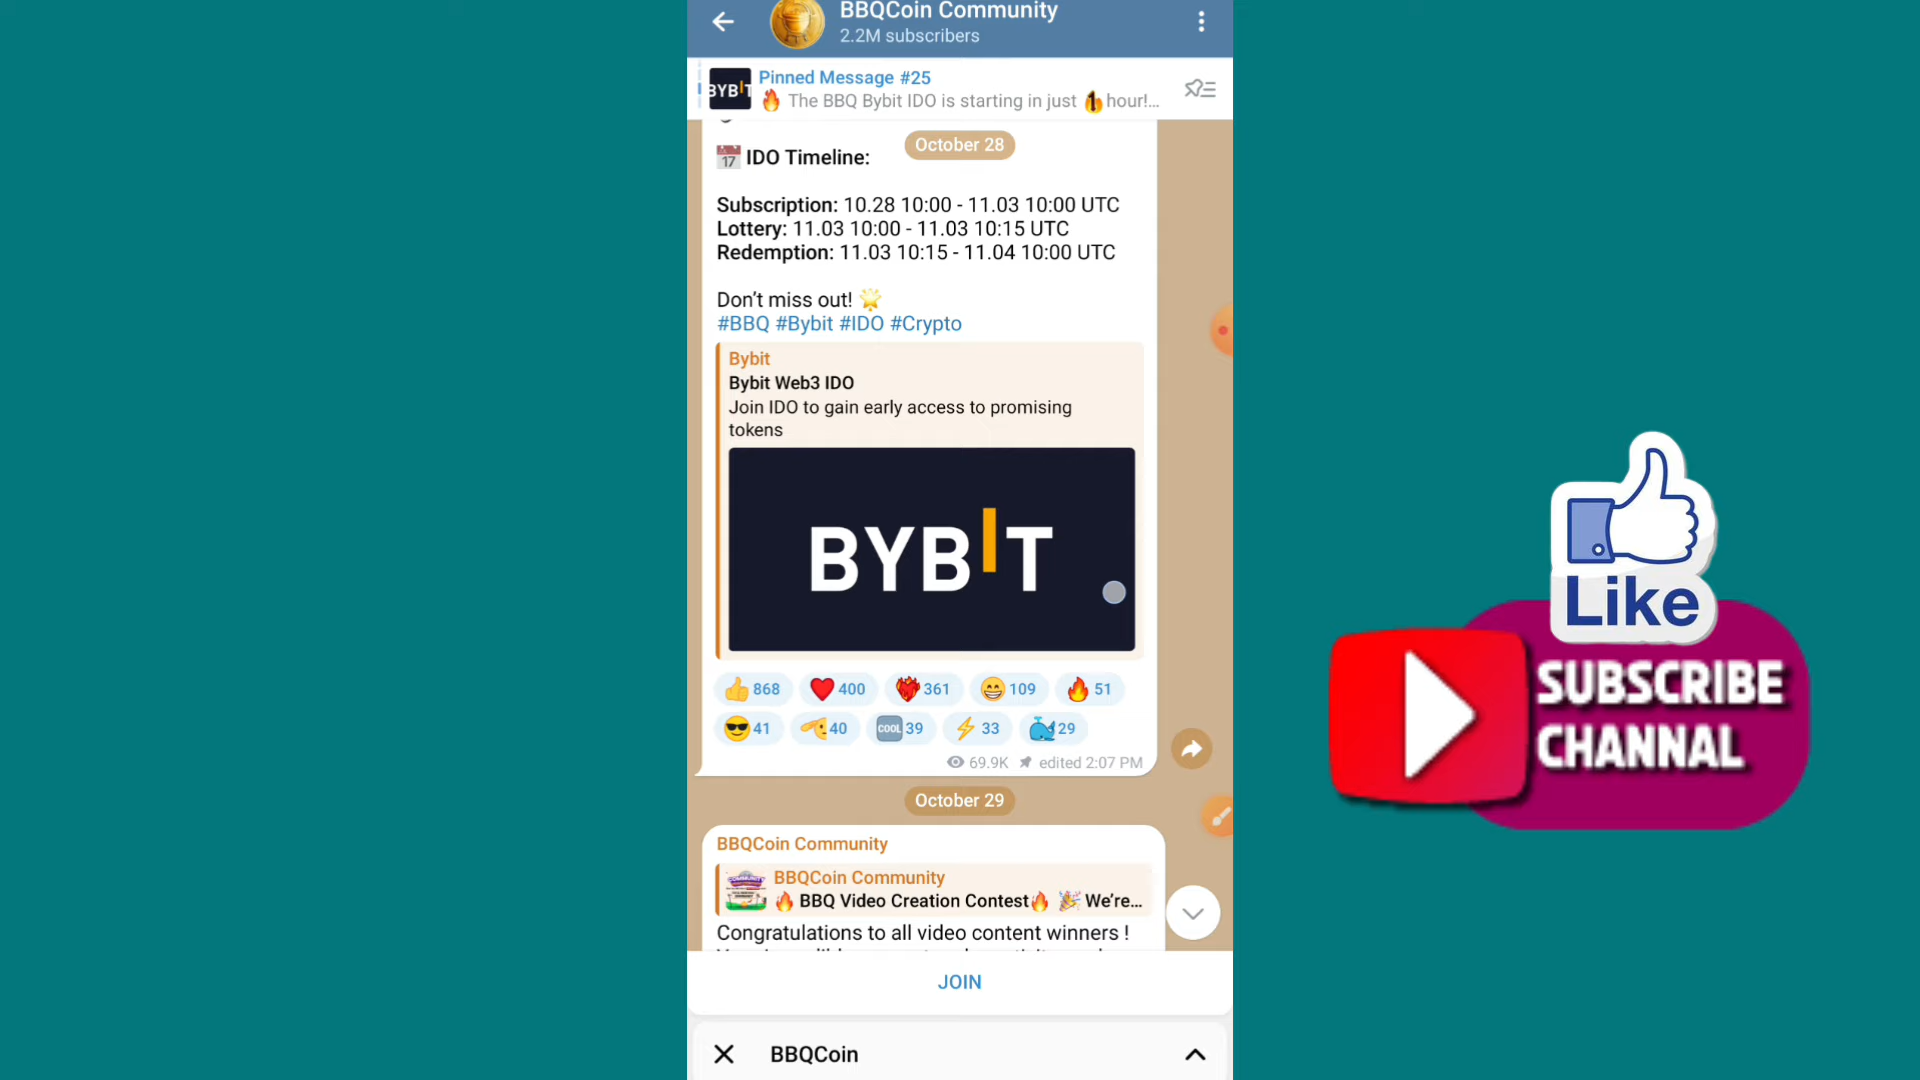 BBQCoin Community
2.2M subscribers
BYBIT
Pinned Message #25
🔥 The BBQ Bybit IDO is starting in just 1 hour!...
October 28
17 IDO Timeline:
Subscription: 10.28 10:00 - 11.03 10:00 UTC
Lottery: 11.03 10:00 - 11.03 10:15 UTC
Redemption: 11.03 10:15 - 11.04 10:00 UTC
Don't miss out! 🌟
#BBQ #Bybit #IDO #Crypto
Bybit
Bybit Web3 IDO
Join IDO to gain early access to promising
tokens
BYBIT
👍 868 ❤️ 400 ❤️‍🔥 361 😁 109 🔥 51
😎 41 40 COOL 39 ⚡ 33 🐳 29
69.9K edited 2:07 PM
October 29
BBQCoin Community
BBQCoin Community
🔥 BBQ Video Creation Contest🔥 🎉 We're...
Congratulations to all video content winners !
JOIN
BBQCoin
Like
SUBSCRIBE
CHANNAL